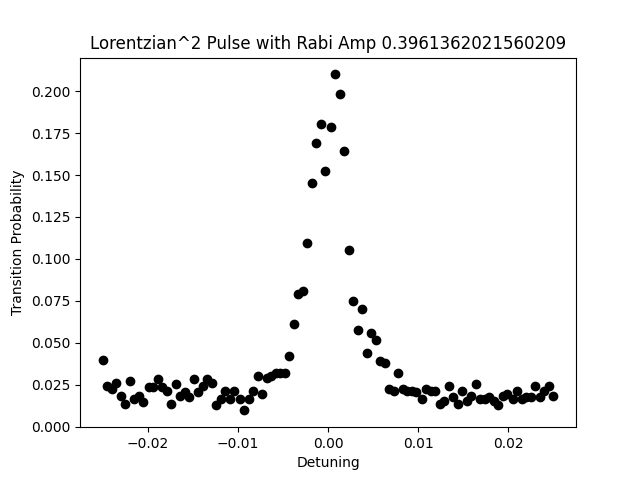 Lorentzian^2 Pulse with Rabi Amp 0.3961362021560209
0.200
0.175
0.150
0.125
0.100
0.075
0.050
0.025
0.000
Transition Probability
−0.02 −0.01 0.00 0.01 0.02
Detuning